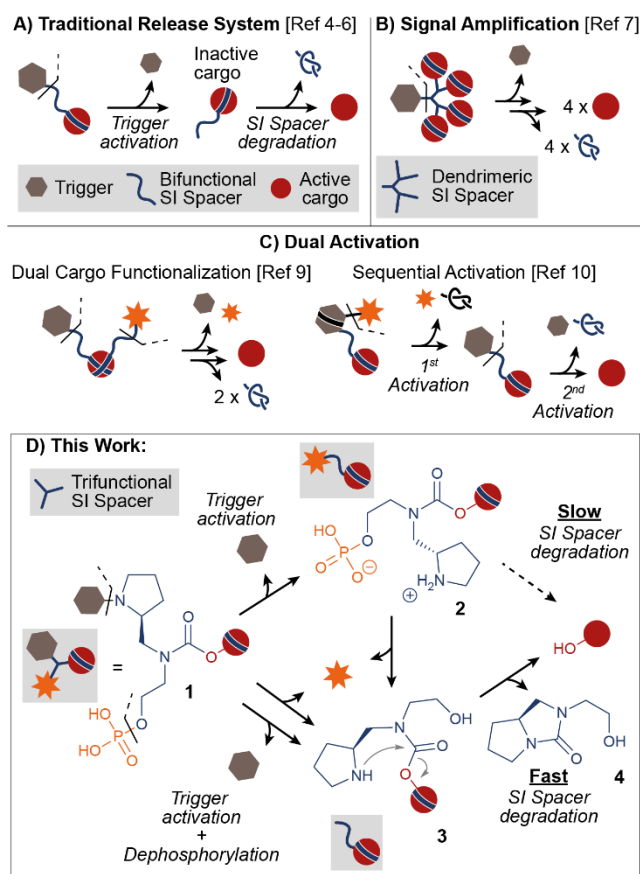 A) Traditional Release System [Ref 4-6]
Inactive
cargo
Trigger
activation
SI Spacer
degradation
Trigger
Bifunctional
SI Spacer
Active
cargo
B) Signal Amplification [Ref 7]
4 x
4 x
Dendrimeric
SI Spacer
C) Dual Activation
Dual Cargo Functionalization [Ref 9]
2 x
Sequential Activation [Ref 10]
1st
Activation
2nd
Activation
D) This Work:
Trifunctional
SI Spacer
Trigger
activation
O
N
O
O
O
P
O
O
⊖
N
H2
⊕
2
Slow
SI Spacer
degradation
HO
N
O
N
O
=
1
O
HO
P
O
HO
Trigger
activation
+
Dephosphorylation
N
OH
NH
O
O
3
Fast
SI Spacer
degradation
N
OH
N
O
4